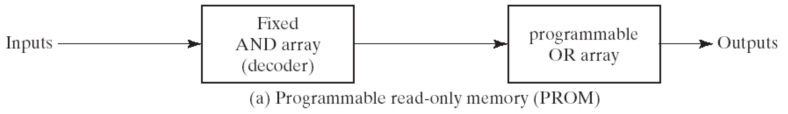 Inputs
Fixed
AND array
(decoder)
programmable
OR array
Outputs
(a) Programmable read-only memory (PROM)